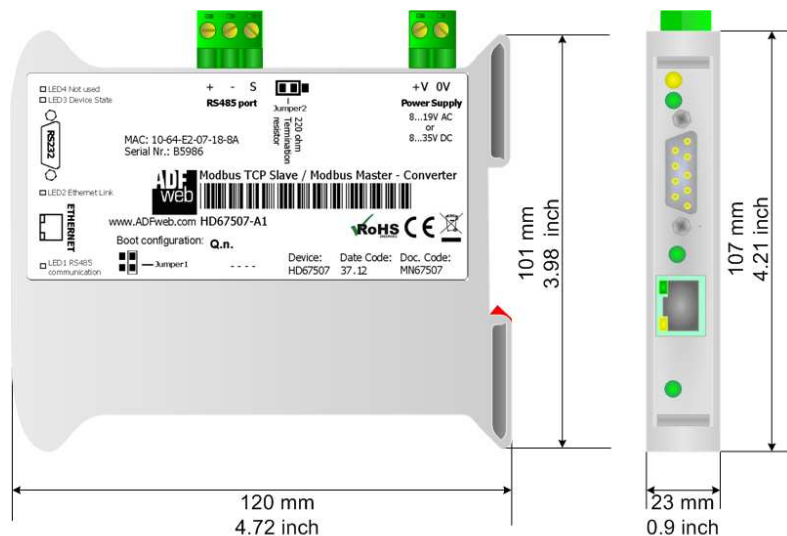 LED4 Not used
LED3 Device State
RS232
+ - S
RS485 port
Jumper2
220 ohm
Termination
resistor
+V 0V
Power Supply
8...19V AC
or
8...35V DC
MAC: 10-64-E2-07-18-8A
Serial Nr.: B5986
ADF
web
Modbus TCP Slave / Modbus Master - Converter
LED2 Ethernet Link
ETHERNET
www.ADFweb.com HD67507-A1
RoHS CE
Boot configuration: Q.n.
Jumper1
- - - -
LED1 RS485
communication
Device:
HD67507
Date Code:
37.12
Doc. Code:
MN67507
101 mm
3.98 inch
107 mm
4.21 inch
120 mm
4.72 inch
23 mm
0.9 inch